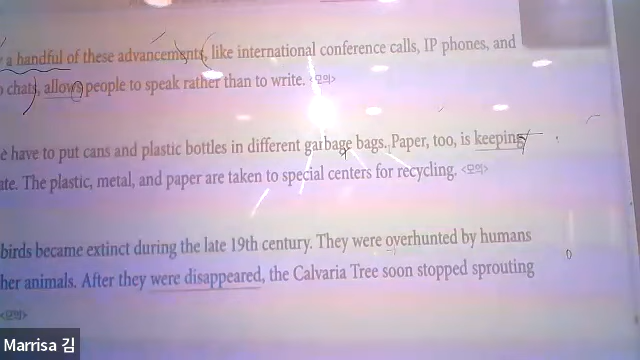 a handful of these advancements, like international conference calls, IP phones, and
chats, allows people to speak rather than to write. <모의>
e have to put cans and plastic bottles in different garbage bags. Paper, too, is keeping
ate. The plastic, metal, and paper are taken to special centers for recycling. <모의>
birds became extinct during the late 19th century. They were overhunted by humans
her animals. After they were disappeared, the Calvaria Tree soon stopped sprouting
<모의>
Marrisa 김